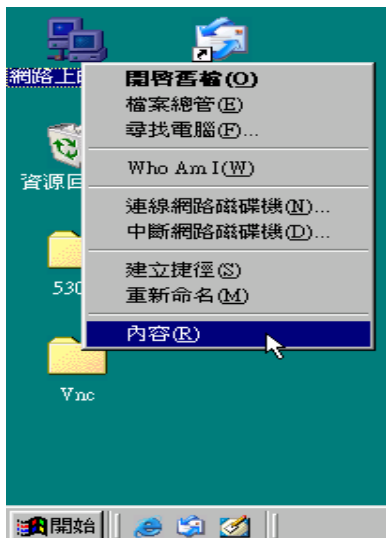 網路上
開啓舊檔(O)
檔案總管(E)
尋找電腦(F)...
Who Am I(W)
資源回
連線網路磁碟機(N)...
中斷網路磁碟機(D)...
建立捷徑(S)
530
重新命名(M)
內容(R)
Vnc
開始